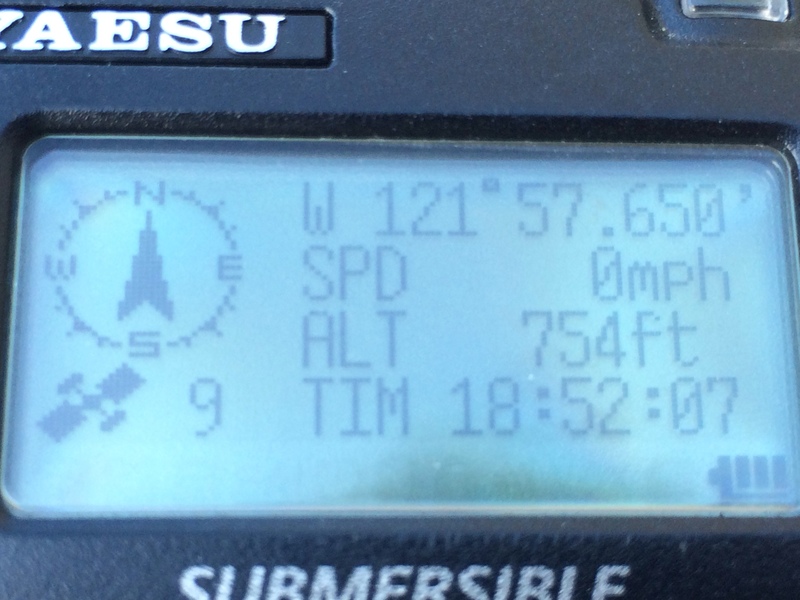 YAESU
N
W E
S
W 121°57.650'
SPD 0mph
ALT 754ft
9 TIM 18:52:07
SUBMERSIBLE